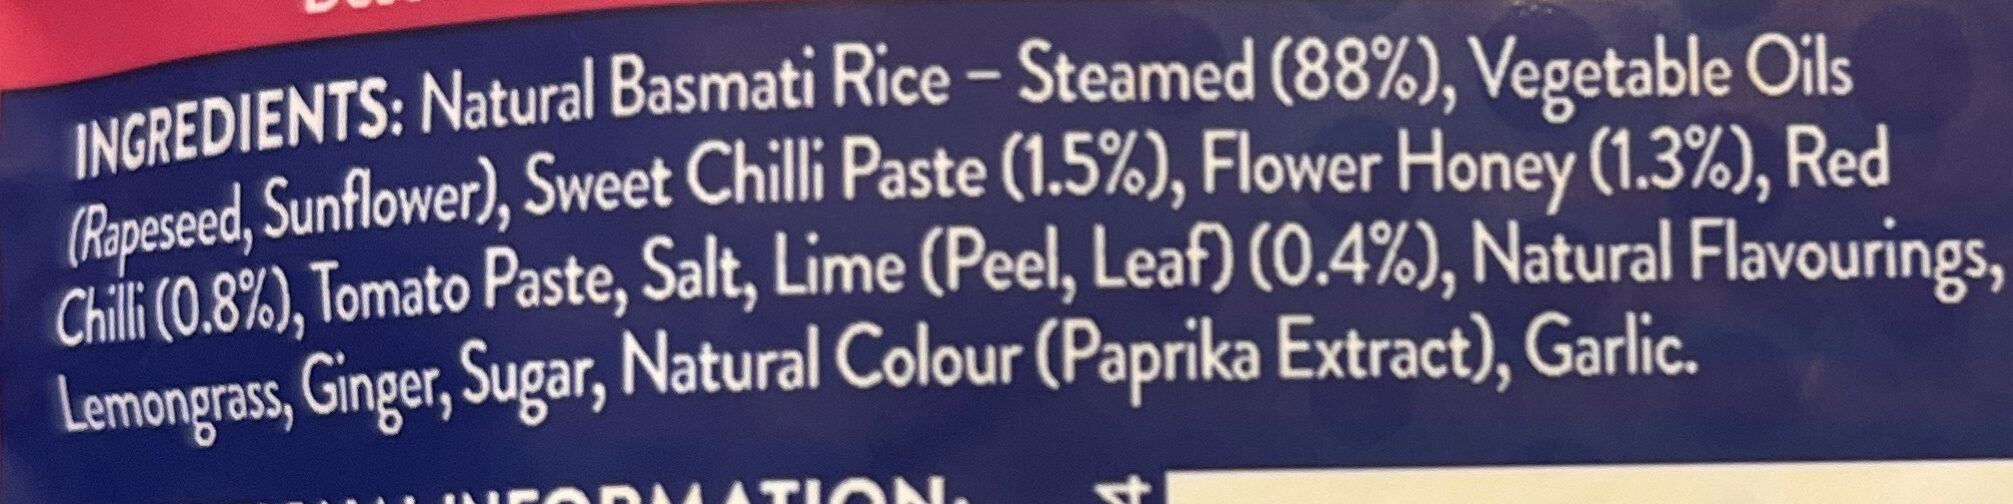 INGREDIENTS: Natural Basmati Rice – Steamed (88%), Vegetable Oils
(Rapeseed, Sunflower), Sweet Chilli Paste (1.5%), Flower Honey (1.3%), Red
Chilli (0.8%), Tomato Paste, Salt, Lime (Peel, Leaf) (0.4%), Natural Flavourings,
Lemongrass, Ginger, Sugar, Natural Colour (Paprika Extract), Garlic.
INFORMATION: